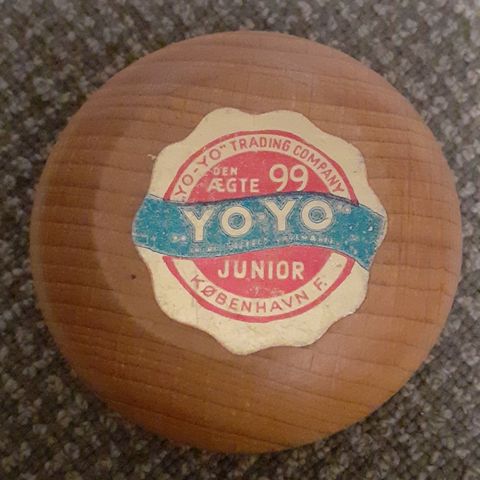 "YO-YO" TRADING COMPANY
DEN
ÆGTE 99
"YO-YO"
JUNIOR
KØBENHAVN F.